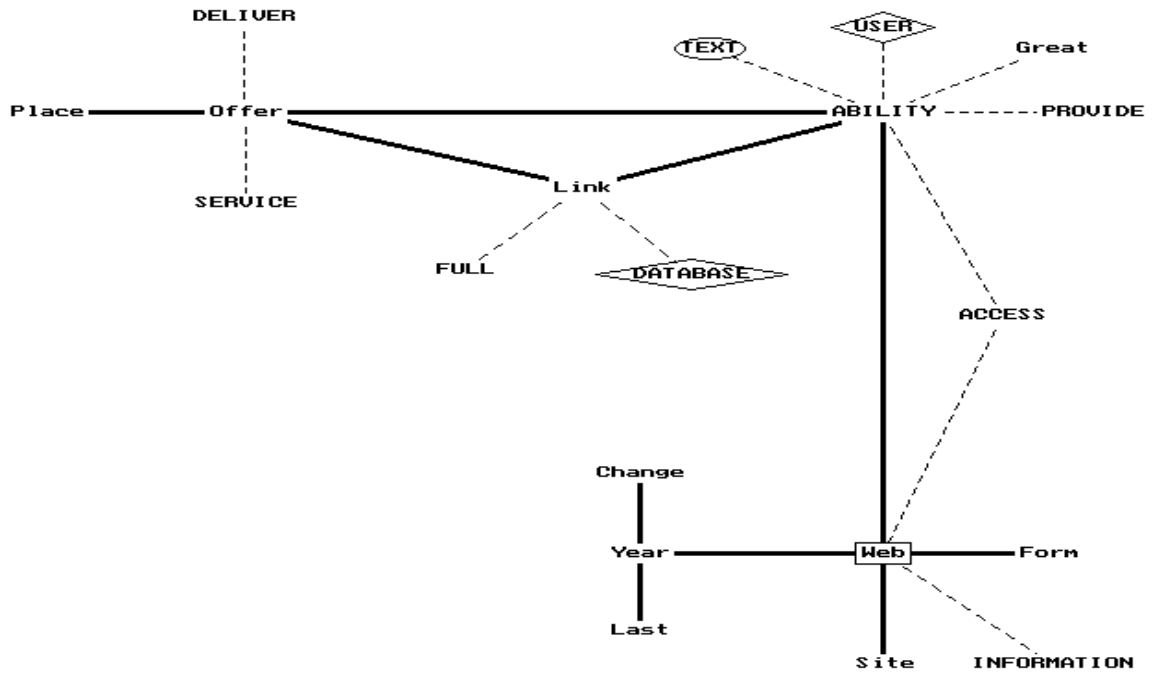 DELIVER
USER
TEXT
Great
Place
Offer
ABILITY
PROVIDE
Link
SERVICE
FULL
DATABASE
ACCESS
Change
Year
Web
Form
Last
Site
INFORMATION